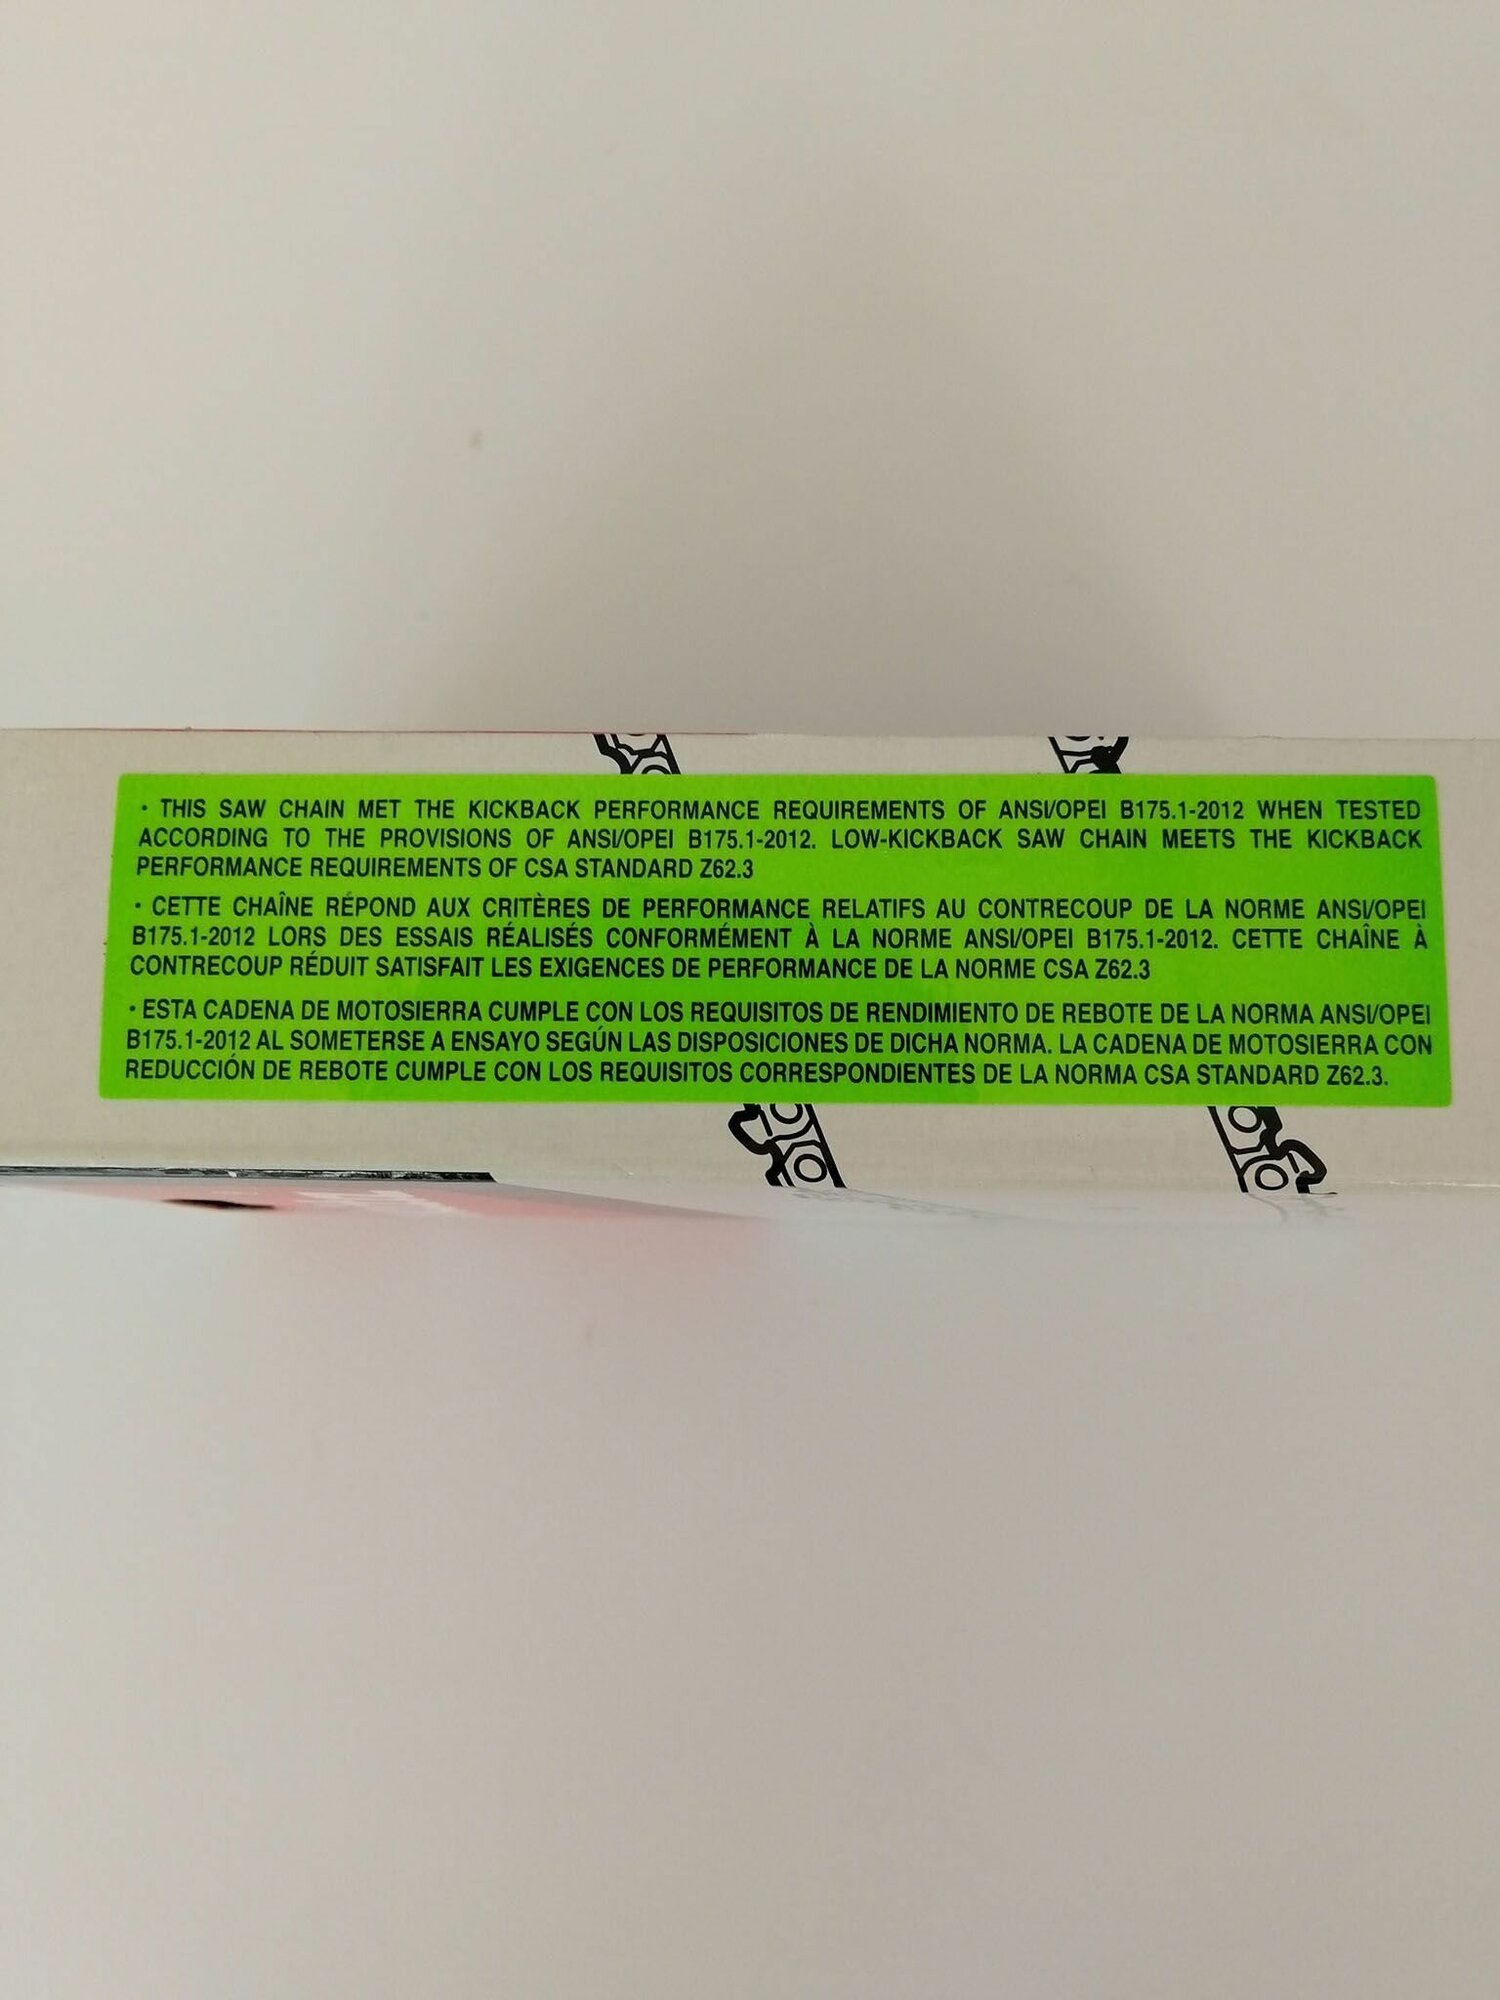 · THIS SAW CHAIN MET THE KICKBACK PERFORMANCE REQUIREMENTS OF ANSI/OPEI B175.1-2012 WHEN TESTED
ACCORDING TO THE PROVISIONS OF ANSI/OPEI B175.1-2012. LOW-KICKBACK SAW CHAIN MEETS THE KICKBACK
PERFORMANCE REQUIREMENTS OF CSA STANDARD Z62.3
· CETTE CHAÎNE RÉPOND AUX CRITÈRES DE PERFORMANCE RELATIFS AU CONTRECOUP DE LA NORME ANSI/OPEI
B175.1-2012 LORS DES ESSAIS RÉALISÉS CONFORMÉMENT À LA NORME ANSI/OPEI B175.1-2012. CETTE CHAÎNE À
CONTRECOUP RÉDUIT SATISFAIT LES EXIGENCES DE PERFORMANCE DE LA NORME CSA Z62.3
· ESTA CADENA DE MOTOSIERRA CUMPLE CON LOS REQUISITOS DE RENDIMIENTO DE REBOTE DE LA NORMA ANSI/OPEI
B175.1-2012 AL SOMETERSE A ENSAYO SEGÚN LAS DISPOSICIONES DE DICHA NORMA. LA CADENA DE MOTOSIERRA CON
REDUCCIÓN DE REBOTE CUMPLE CON LOS REQUISITOS CORRESPONDIENTES DE LA NORMA CSA STANDARD Z62.3.